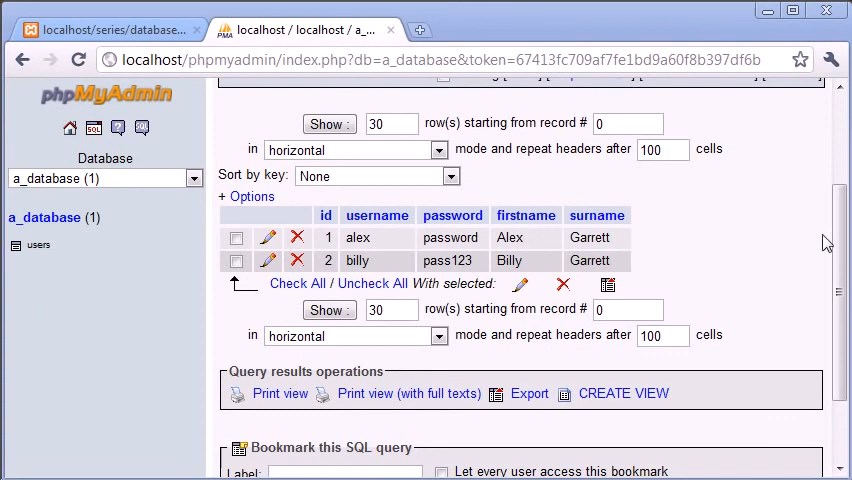 localhost/series/database...
localhost / localhost / a_...
localhost/phpmyadmin/index.php?db=a_database&token=67413fc709af7fe1bd9a60f8b397df6b
phpMyAdmin
Database
a_database (1)
a_database (1)
users
Show : 30 row(s) starting from record # 0
in horizontal mode and repeat headers after 100 cells
Sort by key: None
+ Options
id username password firstname surname
1 alex password Alex Garrett
2 billy pass123 Billy Garrett
Check All / Uncheck All With selected:
Show : 30 row(s) starting from record # 0
in horizontal mode and repeat headers after 100 cells
Query results operations
Print view Print view (with full texts) Export CREATE VIEW
Bookmark this SQL query
Label: Let every user access this bookmark